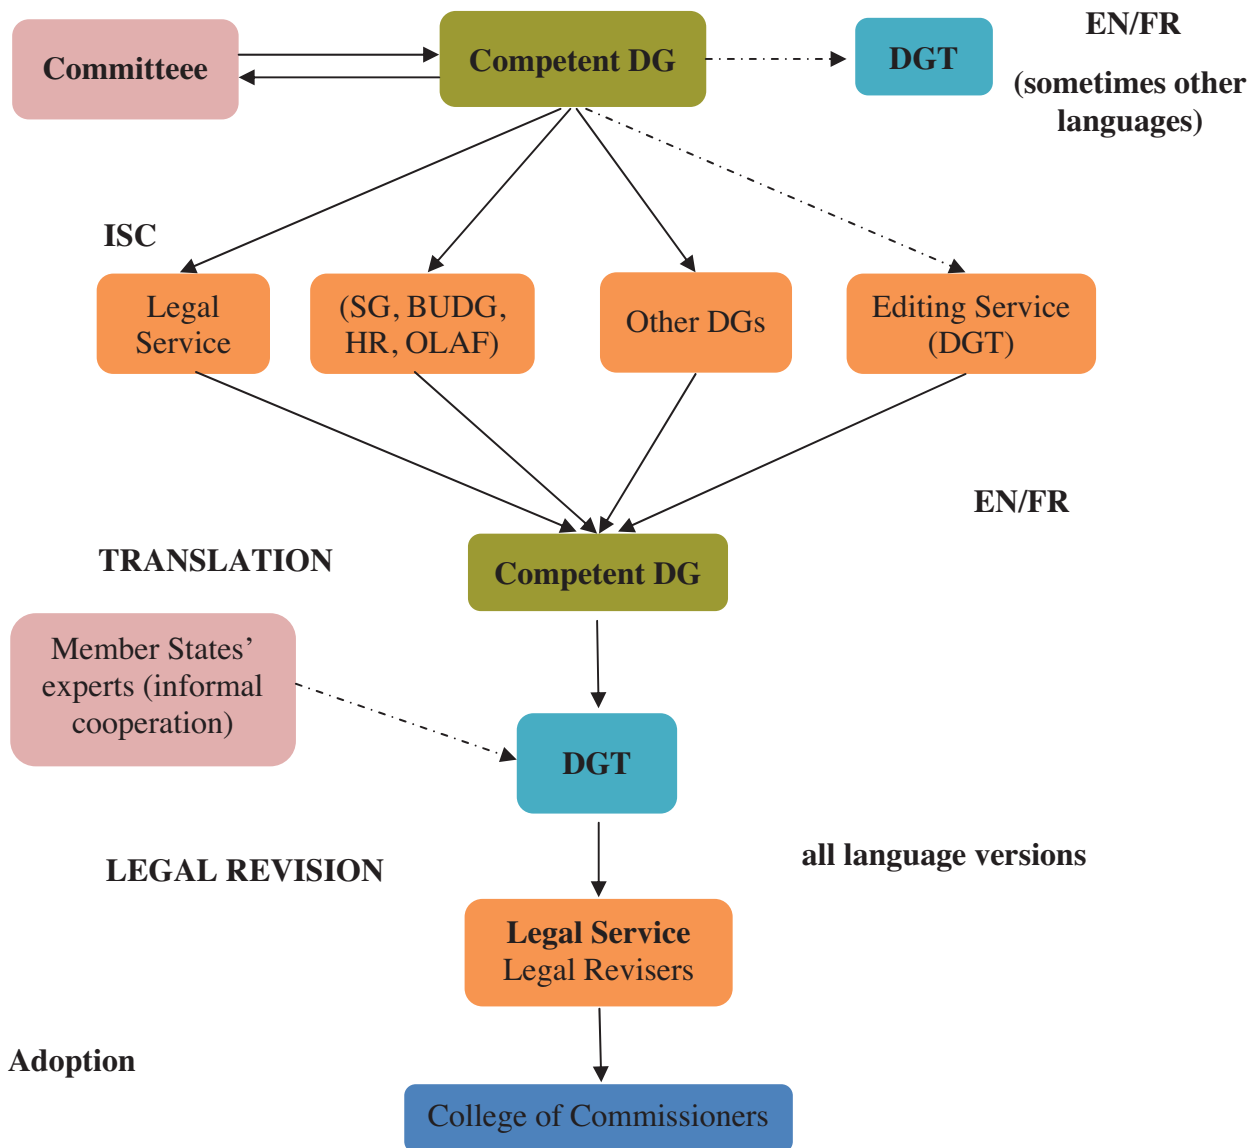 Committeee
Competent DG
DGT
EN/FR
(sometimes other
languages)
ISC
Legal
Service
(SG, BUDG,
HR, OLAF)
Other DGs
Editing Service
(DGT)
EN/FR
TRANSLATION
Competent DG
Member States’
experts (informal
cooperation)
DGT
all language versions
LEGAL REVISION
Legal Service
Legal Revisers
Adoption
College of Commissioners